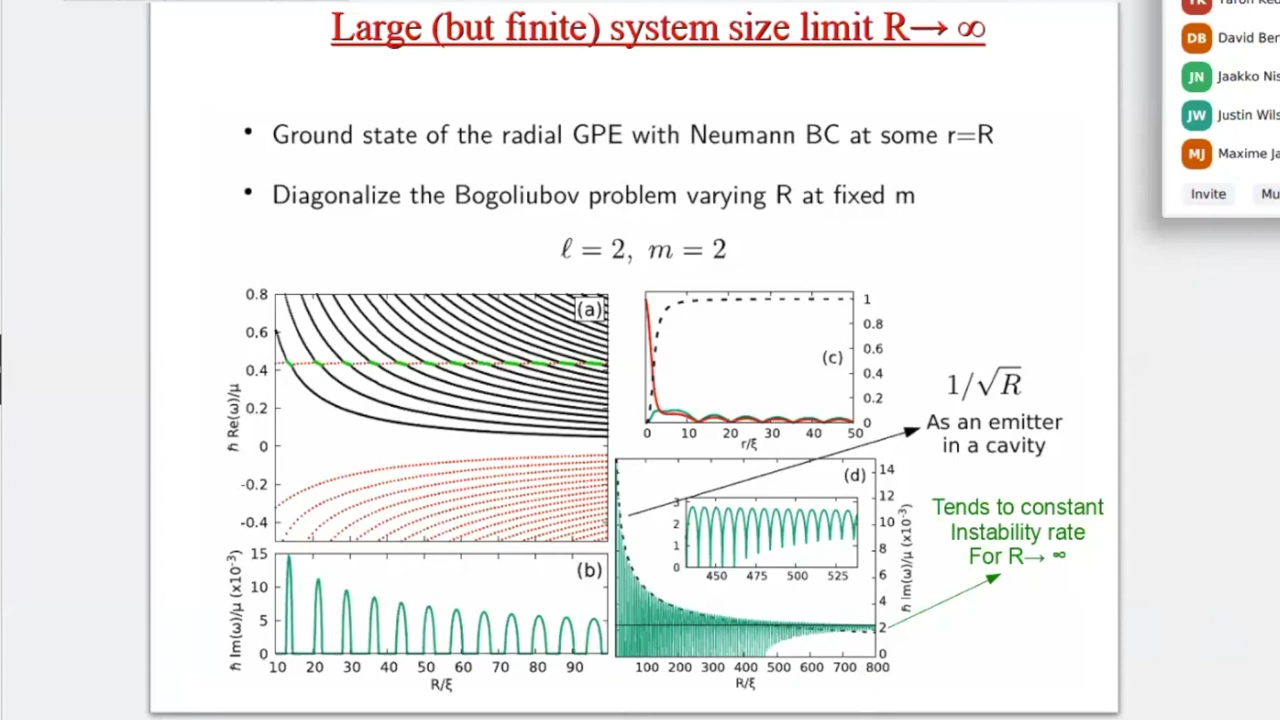 Large (but finite) system size limit R→ ∞
• Ground state of the radial GPE with Neumann BC at some r=R
• Diagonalize the Bogoliubov problem varying R at fixed m
ℓ = 2, m = 2
0.8
0.6
0.4
0.2
0
-0.2
-0.4
ℏ Re(ω)/μ
(a)
15
10
5
0
ℏ Im(ω)/μ (x10⁻³)
(b)
10 20 30 40 50 60 70 80 90
R/ξ
1
0.8
0.6
0.4
0.2
0
(c)
0 10 20 30 40 50
r/ξ
(d)
14
12
10
8
6
4
2
0
ℏ Im(ω)/μ (x10⁻³)
3
2
1
0
450 475 500 525
100 200 300 400 500 600 700 800
R/ξ
1/√R
As an emitter
in a cavity
Tends to constant
Instability rate
For R→ ∞
DB David Ber
JN Jaakko Nis
JW Justin Wils
MJ Maxime Ja
Invite Mu